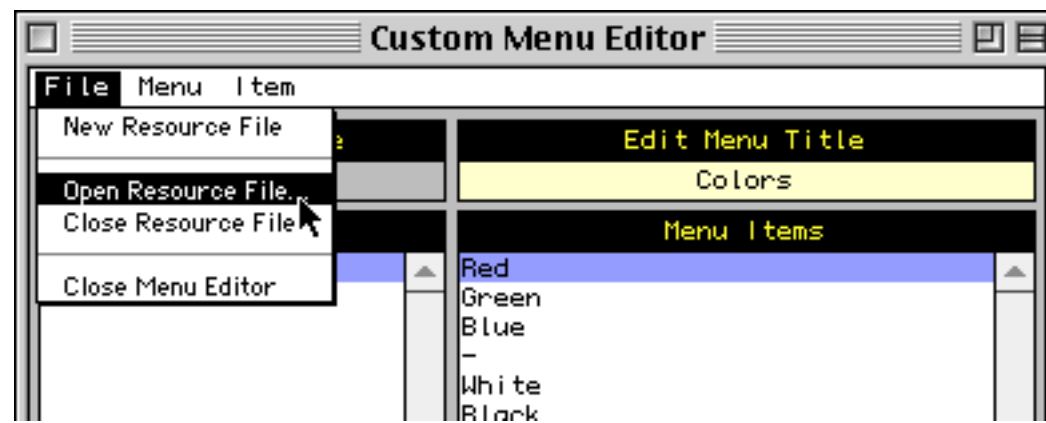 Custom Menu Editor
File Menu Item
New Resource File
Open Resource File...
Close Resource File
Close Menu Editor
Edit Menu Title
Colors
Menu Items
Red
Green
Blue
-
White
Black